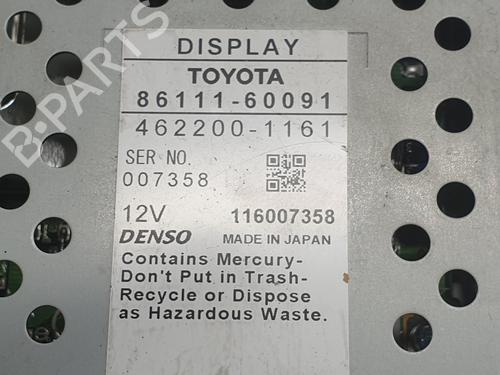 DISPLAY
TOYOTA
86111-60091
462200-1161
SER NO.
007358
12V 116007358
DENSO MADE IN JAPAN
Contains Mercury-
Don't Put in Trash-
Recycle or Dispose
as Hazardous Waste.
B-PARTS